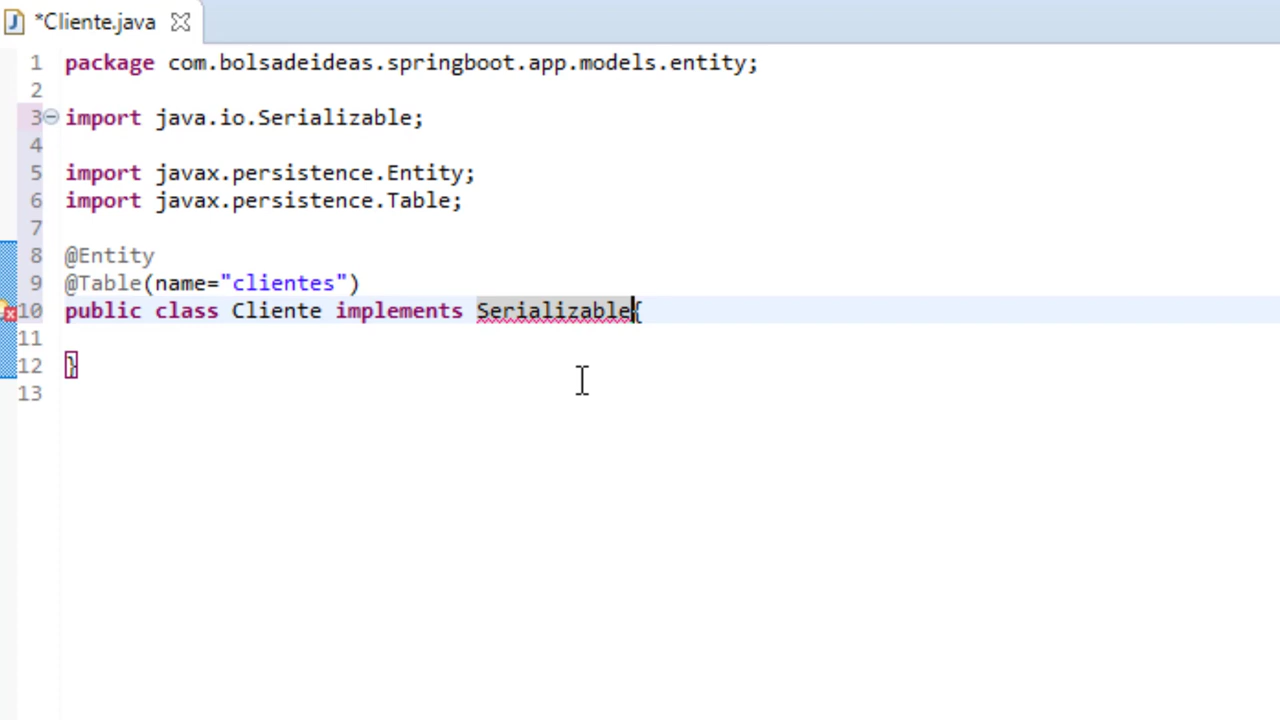 *Cliente.java
1 package com.bolsadeideas.springboot.app.models.entity;
2
3 import java.io.Serializable;
4
5 import javax.persistence.Entity;
6 import javax.persistence.Table;
7
8 @Entity
9 @Table(name="clientes")
10 public class Cliente implements Serializable{
11
12 }
13